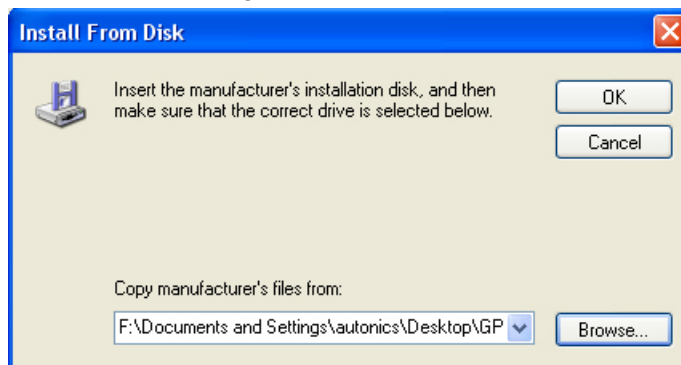 Install From Disk
Insert the manufacturer's installation disk, and then
make sure that the correct drive is selected below.
OK
Cancel
Copy manufacturer's files from:
F:\Documents and Settings\autonics\Desktop\GP
Browse...